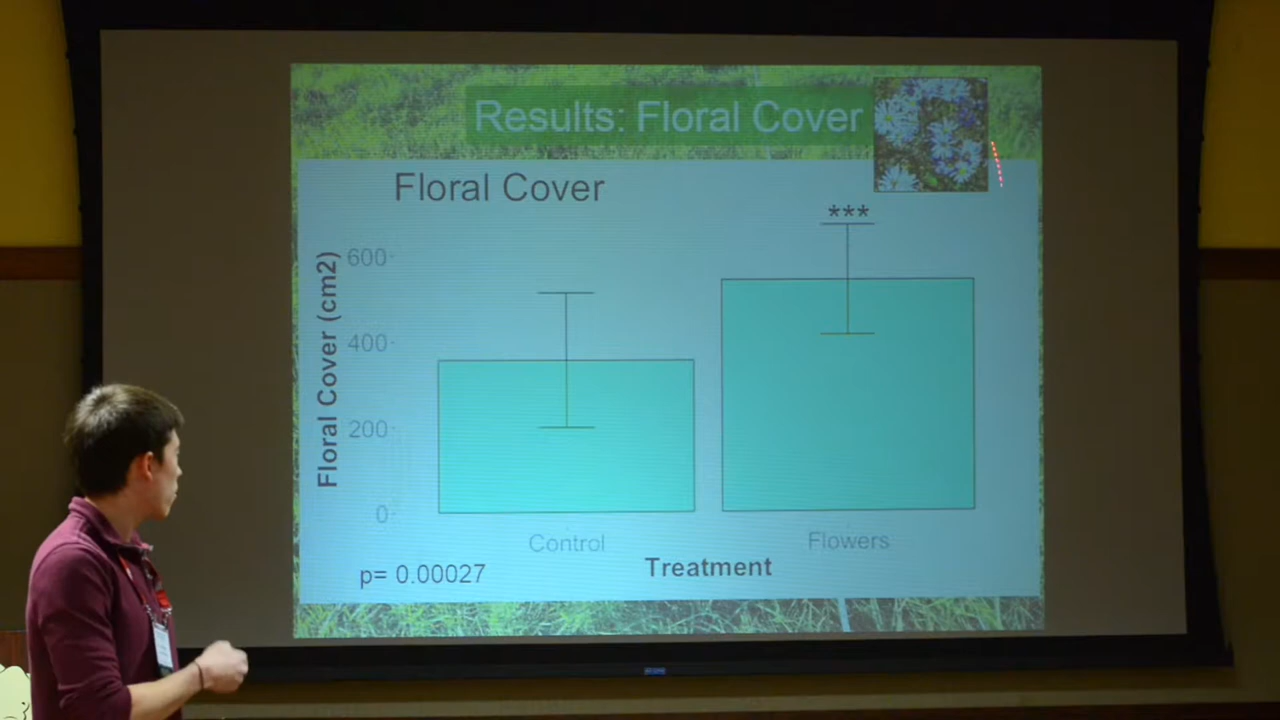 Results: Floral Cover
Floral Cover
***
Floral Cover (cm2)
600
400
200
0
Control
Flowers
Treatment
p= 0.00027